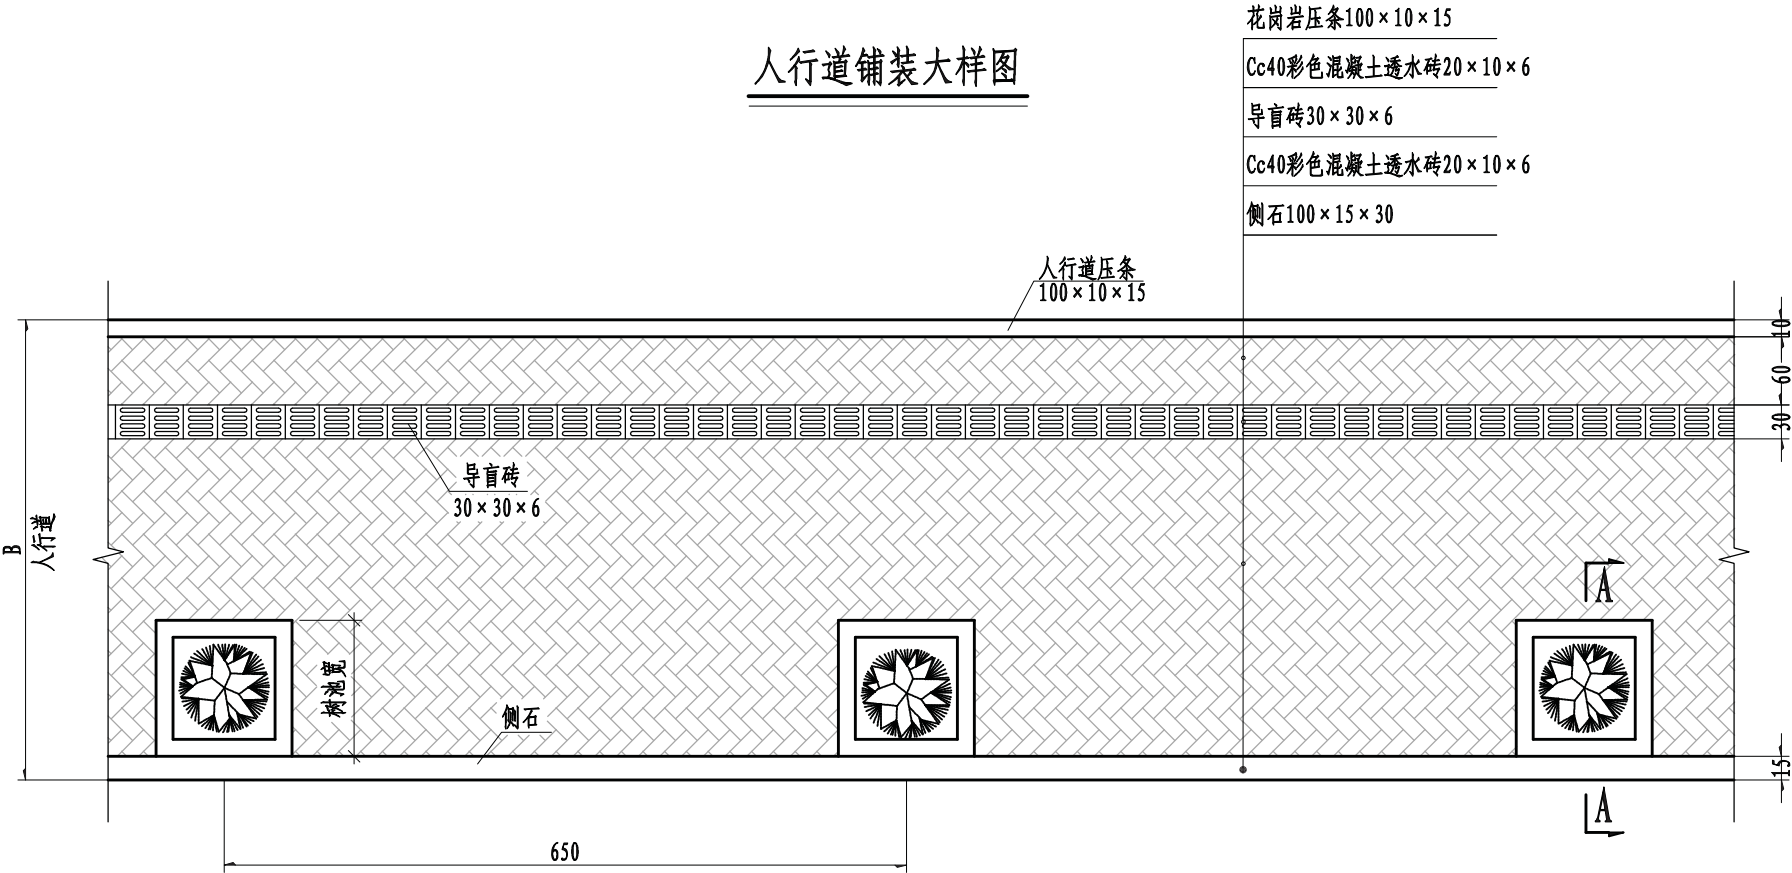 人行道铺装大样图
花岗岩压条100×10×15
Cc40彩色混凝土透水砖20×10×6
导盲砖30×30×6
Cc40彩色混凝土透水砖20×10×6
侧石100×15×30
人行道压条
100×10×15
10
60
30
导盲砖
30×30×6
B
人行道
A
树池宽
侧石
15
A
650